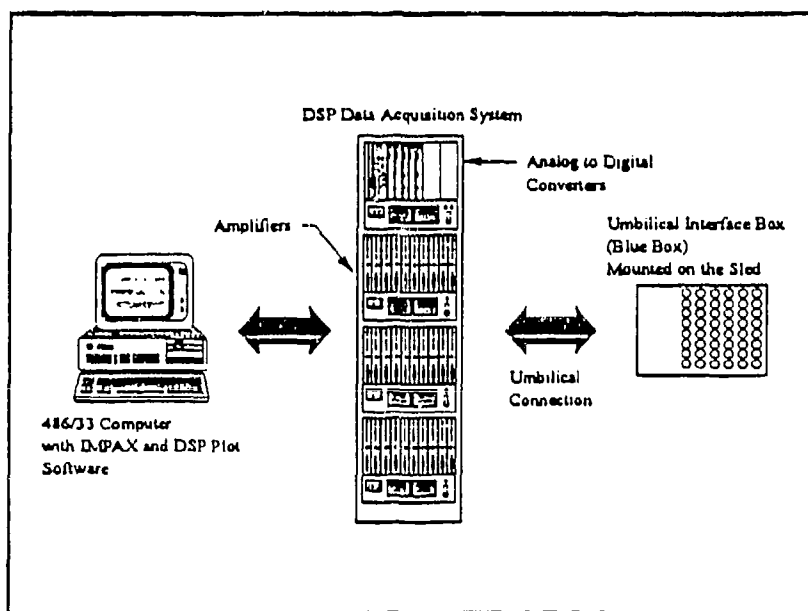 DSP Data Acquisition System
Analog to Digital
Converters
Amplifiers
Umbilical Interface Box
(Blue Box)
Mounted on the Sled
Umbilical
Connection
486/33 Computer
with IMPAX and DSP Plot
Software